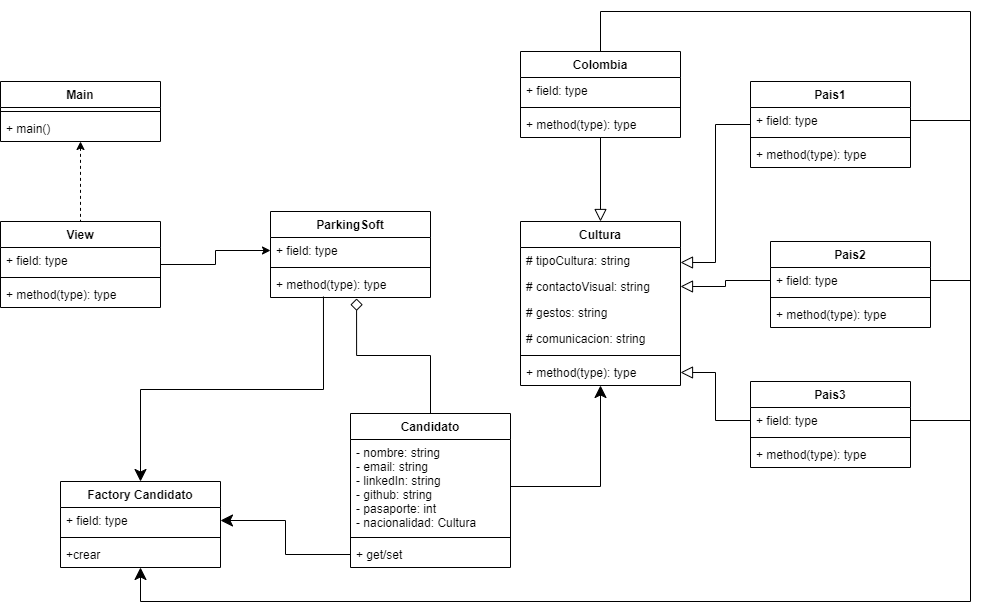 Main
+ main()
View
+ field: type
+ method(type): type
ParkingSoft
+ field: type
+ method(type): type
Colombia
+ field: type
+ method(type): type
Pais1
+ field: type
+ method(type): type
Cultura
# tipoCultura: string
# contactoVisual: string
# gestos: string
# comunicacion: string
+ method(type): type
Pais2
+ field: type
+ method(type): type
Pais3
+ field: type
+ method(type): type
Candidato
- nombre: string
- email: string
- linkedIn: string
- github: string
- pasaporte: int
- nacionalidad: Cultura
+ get/set
Factory Candidato
+ field: type
+crear